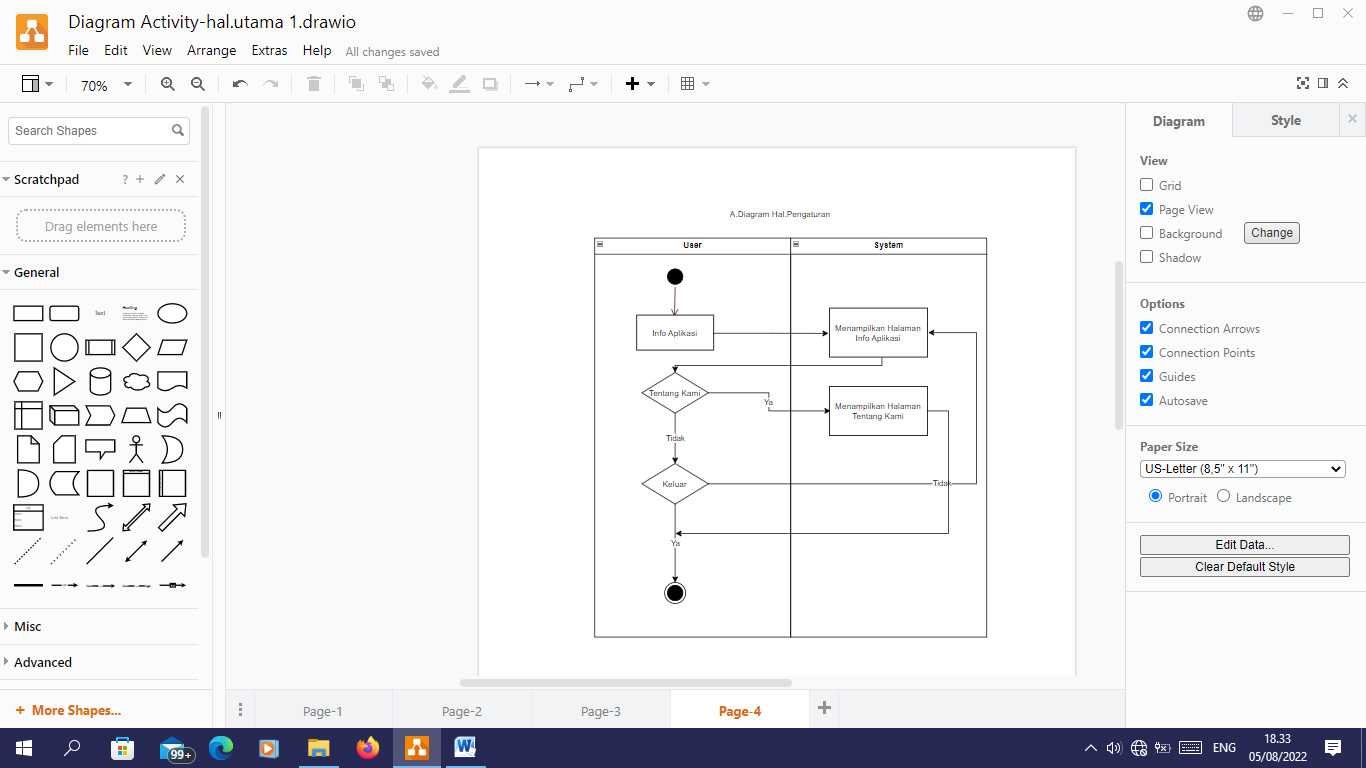 Diagram Activity-hal.utama 1.drawio
File Edit View Arrange Extras Help All changes saved
70%
Search Shapes
Scratchpad
?
Drag elements here
General
Text
Heading
List Item
Misc
Advanced
+ More Shapes...
A.Diagram Hal.Pengaturan
User System
Info Aplikasi
Menampilkan Halaman
Info Aplikasi
Tentang Kami
Ya
Menampilkan Halaman
Tentang Kami
Tidak
Keluar
Tidak
Ya
Page-1 Page-2 Page-3 Page-4
Diagram Style
View
Grid
Page View
Background Change
Shadow
Options
Connection Arrows
Connection Points
Guides
Autosave
Paper Size
US-Letter (8,5" x 11")
Portrait Landscape
Edit Data...
Clear Default Style
99+
W
ENG
18.33
05/08/2022